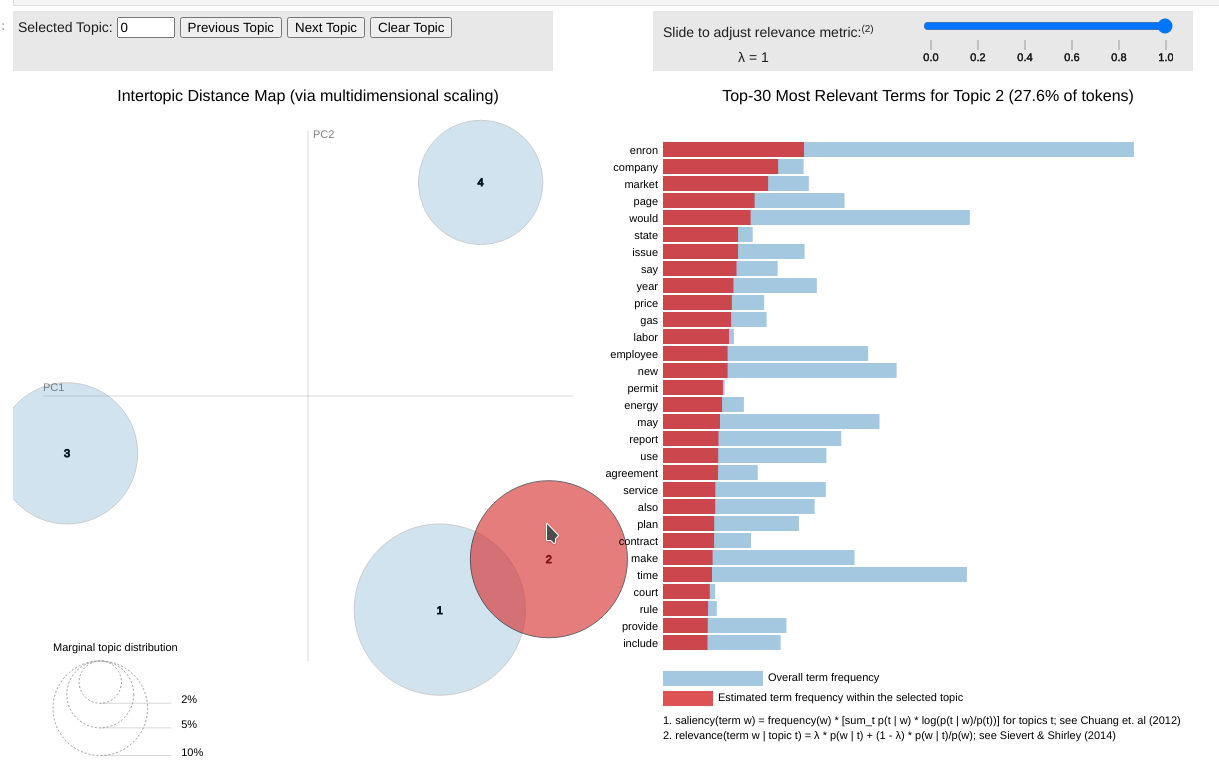 Selected Topic: 0 Previous Topic Next Topic Clear Topic
Slide to adjust relevance metric:(2)
λ = 1
0.0 0.2 0.4 0.6 0.8 1.0
Intertopic Distance Map (via multidimensional scaling)
PC2
PC1
4
3
2
1
Marginal topic distribution
2%
5%
10%
Top-30 Most Relevant Terms for Topic 2 (27.6% of tokens)
enron
company
market
page
would
state
issue
say
year
price
gas
labor
employee
new
permit
energy
may
report
use
agreement
service
also
plan
contract
make
time
court
rule
provide
include
Overall term frequency
Estimated term frequency within the selected topic
1. saliency(term w) = frequency(w) * [sum_t p(t | w) * log(p(t | w)/p(t))] for topics t; see Chuang et. al (2012)
2. relevance(term w | topic t) = λ * p(w | t) + (1 - λ) * p(w | t)/p(w); see Sievert & Shirley (2014)